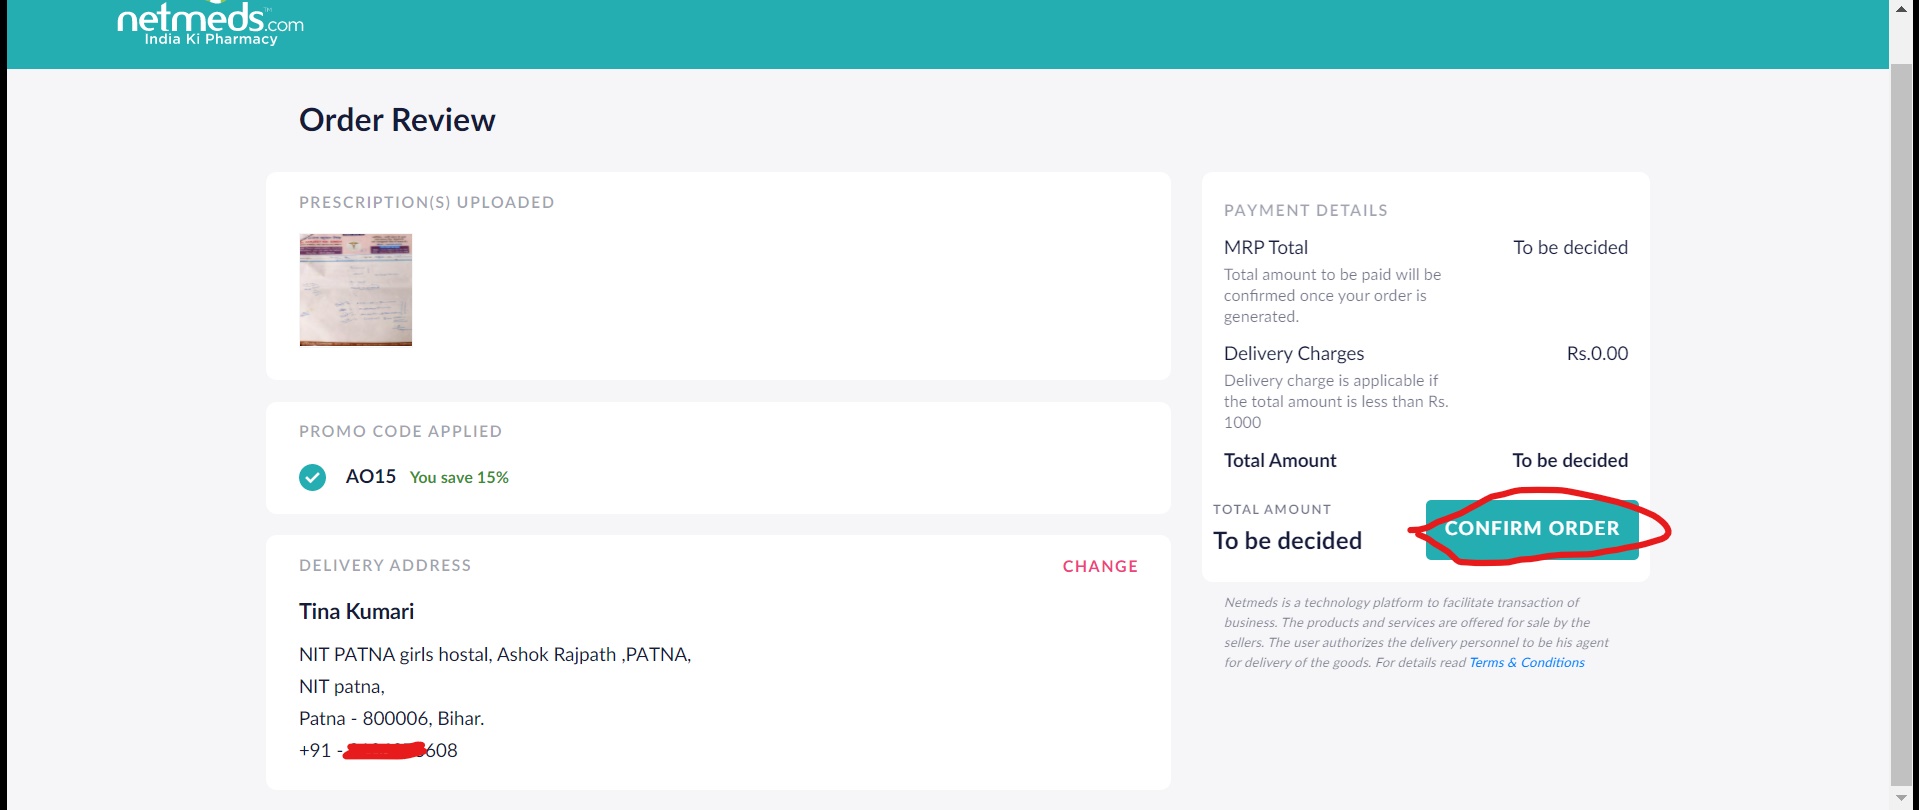 netmeds.com
India Ki Pharmacy
Order Review
PRESCRIPTION(S) UPLOADED
PROMO CODE APPLIED
AO15 You save 15%
DELIVERY ADDRESS
CHANGE
Tina Kumari
NIT PATNA girls hostal, Ashok Rajpath ,PATNA,
NIT patna,
Patna - 800006, Bihar.
+91 - 608
PAYMENT DETAILS
MRP Total To be decided
Total amount to be paid will be
confirmed once your order is
generated.
Delivery Charges Rs.0.00
Delivery charge is applicable if
the total amount is less than Rs.
1000
Total Amount To be decided
TOTAL AMOUNT
To be decided
CONFIRM ORDER
Netmeds is a technology platform to facilitate transaction of
business. The products and services are offered for sale by the
sellers. The user authorizes the delivery personnel to be his agent
for delivery of the goods. For details read Terms & Conditions